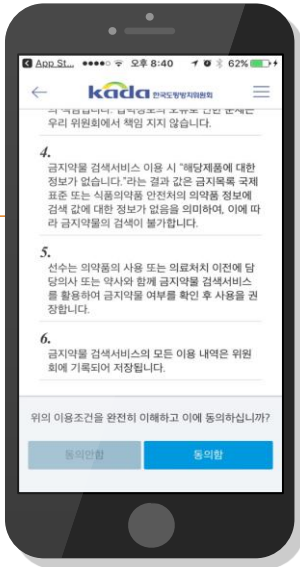 App St... 오후 8:40 62%
kada 한국도핑방지위원회
우리 위원회에서 책임 지지 않습니다.
4.
금지약물 검색서비스 이용 시 "해당제품에 대한
정보가 없습니다."라는 결과 값은 금지목록 국제
표준 또는 식품의약품 안전처의 의약품 정보에
검색 값에 대한 정보가 없음을 의미하여, 이에 따
라 금지약물의 검색이 불가합니다.
5.
선수는 의약품의 사용 또는 의료처치 이전에 담
당의사 또는 약사와 함께 금지약물 검색서비스
를 활용하여 금지약물 여부를 확인 후 사용을 권
장합니다.
6.
금지약물 검색서비스의 모든 이용 내역은 위원
회에 기록되어 저장됩니다.
위의 이용조건을 완전히 이해하고 이에 동의하십니까?
동의안함 동의함